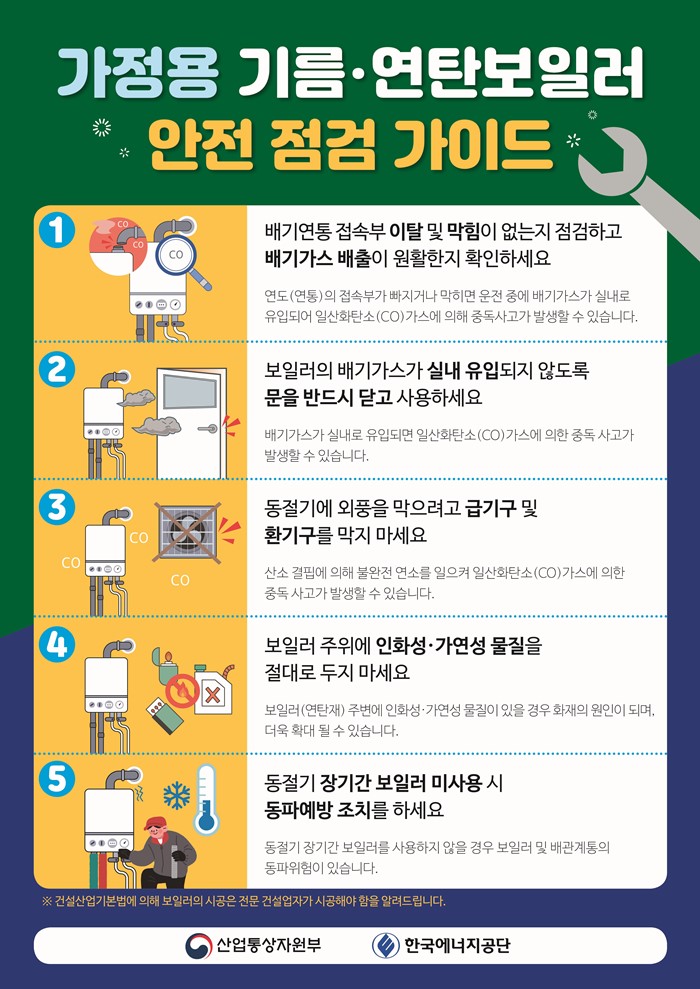 가정용 기름·연탄보일러
안전 점검 가이드
1
CO
CO
CO
배기연통 접속부 이탈 및 막힘이 없는지 점검하고
배기가스 배출이 원활한지 확인하세요
연도(연통)의 접속부가 빠지거나 막히면 운전 중에 배기가스가 실내로
유입되어 일산화탄소(CO)가스에 의해 중독사고가 발생할 수 있습니다.
2
보일러의 배기가스가 실내 유입되지 않도록
문을 반드시 닫고 사용하세요
배기가스가 실내로 유입되면 일산화탄소(CO)가스에 의한 중독 사고가
발생할 수 있습니다.
3
CO
CO
CO
동절기에 외풍을 막으려고 급기구 및
환기구를 막지 마세요
산소 결핍에 의해 불완전 연소를 일으켜 일산화탄소(CO)가스에 의한
중독 사고가 발생할 수 있습니다.
4
보일러 주위에 인화성·가연성 물질을
절대로 두지 마세요
보일러(연탄재) 주변에 인화성·가연성 물질이 있을 경우 화재의 원인이 되며,
더욱 확대 될 수 있습니다.
5
동절기 장기간 보일러 미사용 시
동파예방 조치를 하세요
동절기 장기간 보일러를 사용하지 않을 경우 보일러 및 배관계통의
동파위험이 있습니다.
※ 건설산업기본법에 의해 보일러의 시공은 전문 건설업자가 시공해야 함을 알려드립니다.
산업통상자원부
한국에너지공단